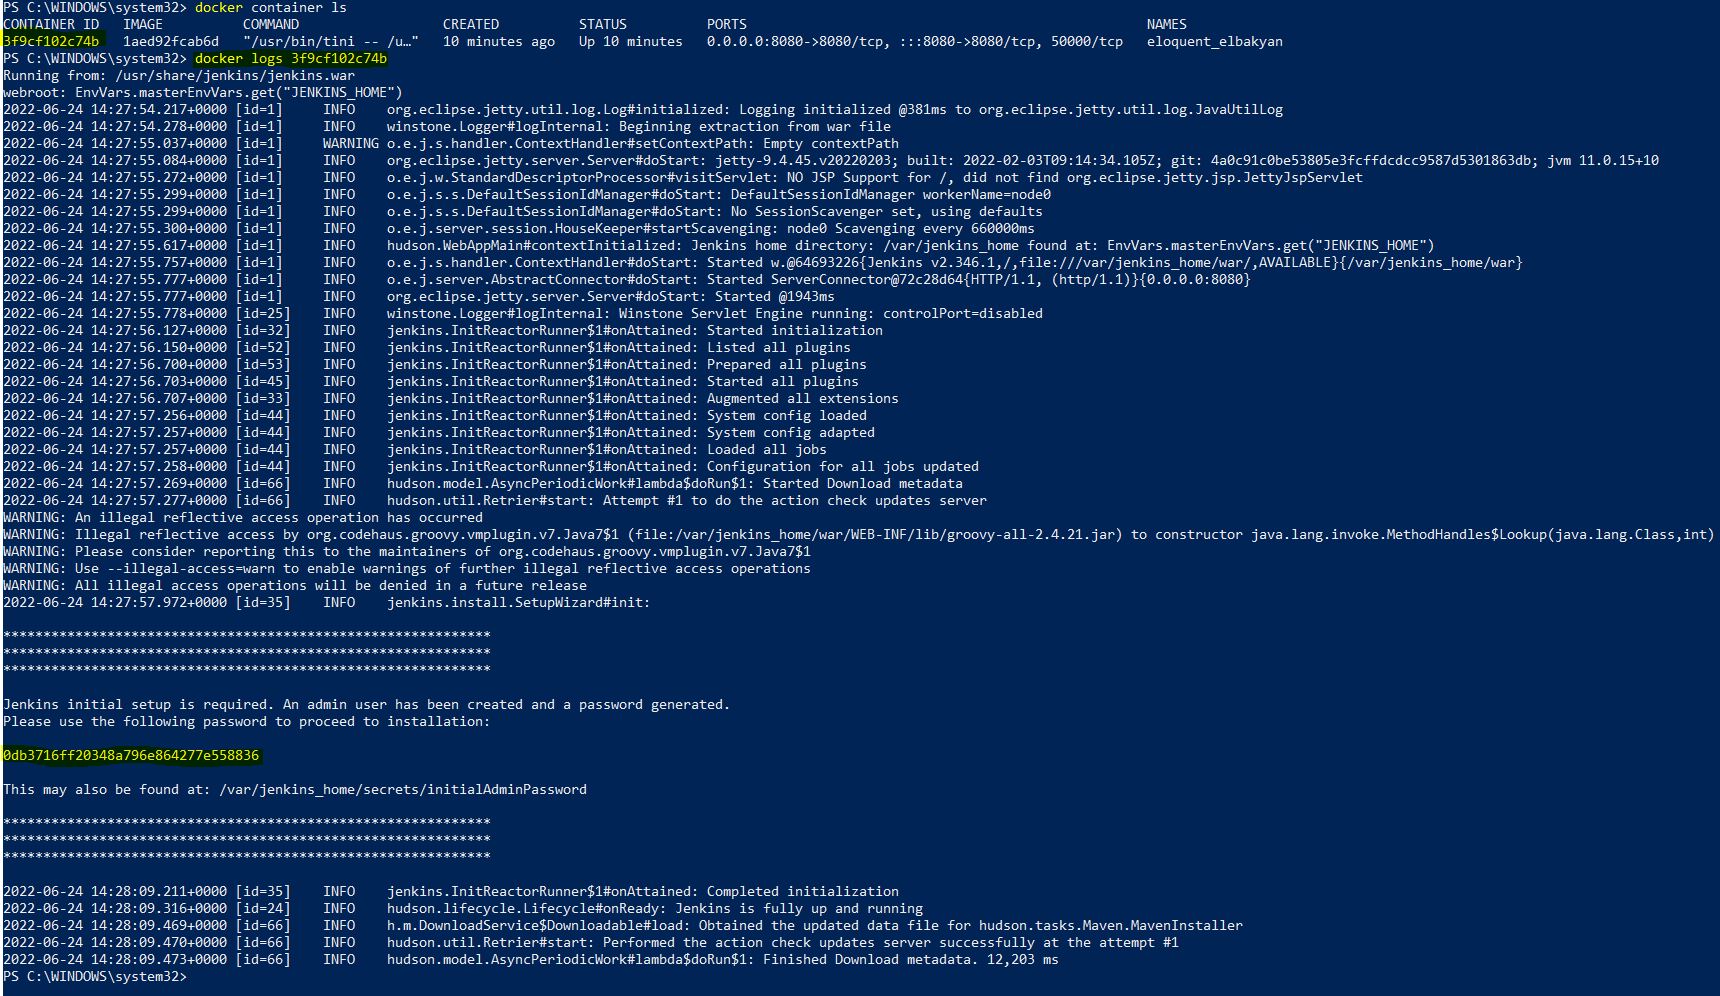 PS C:\WINDOWS\system32> docker container ls
CONTAINER ID   IMAGE          COMMAND                  CREATED          STATUS          PORTS                                                  NAMES
3f9cf102c74b   1aed92fcab6d   "/usr/bin/tini -- /u…"   10 minutes ago   Up 10 minutes   0.0.0.0:8080->8080/tcp, :::8080->8080/tcp, 50000/tcp   eloquent_elbakyan
PS C:\WINDOWS\system32> docker logs 3f9cf102c74b
Running from: /usr/share/jenkins/jenkins.war
webroot: EnvVars.masterEnvVars.get("JENKINS_HOME")
2022-06-24 14:27:54.217+0000 [id=1]     INFO    org.eclipse.jetty.util.log.Log#initialized: Logging initialized @381ms to org.eclipse.jetty.util.log.JavaUtilLog
2022-06-24 14:27:54.278+0000 [id=1]     INFO    winstone.Logger#logInternal: Beginning extraction from war file
2022-06-24 14:27:55.037+0000 [id=1]     WARNING o.e.j.s.handler.ContextHandler#setContextPath: Empty contextPath
2022-06-24 14:27:55.084+0000 [id=1]     INFO    org.eclipse.jetty.server.Server#doStart: jetty-9.4.45.v20220203; built: 2022-02-03T09:14:34.105Z; git: 4a0c91c0be53805e3fcffdcdcc9587d5301863db; jvm 11.0.15+10
2022-06-24 14:27:55.272+0000 [id=1]     INFO    o.e.j.w.StandardDescriptorProcessor#visitServlet: NO JSP Support for /, did not find org.eclipse.jetty.jsp.JettyJspServlet
2022-06-24 14:27:55.299+0000 [id=1]     INFO    o.e.j.s.s.DefaultSessionIdManager#doStart: DefaultSessionIdManager workerName=node0
2022-06-24 14:27:55.299+0000 [id=1]     INFO    o.e.j.s.s.DefaultSessionIdManager#doStart: No SessionScavenger set, using defaults
2022-06-24 14:27:55.300+0000 [id=1]     INFO    o.e.j.server.session.HouseKeeper#startScavenging: node0 Scavenging every 660000ms
2022-06-24 14:27:55.617+0000 [id=1]     INFO    hudson.WebAppMain#contextInitialized: Jenkins home directory: /var/jenkins_home found at: EnvVars.masterEnvVars.get("JENKINS_HOME")
2022-06-24 14:27:55.757+0000 [id=1]     INFO    o.e.j.s.handler.ContextHandler#doStart: Started w.@64693226{Jenkins v2.346.1,/,file:///var/jenkins_home/war/,AVAILABLE}{/var/jenkins_home/war}
2022-06-24 14:27:55.777+0000 [id=1]     INFO    o.e.j.server.AbstractConnector#doStart: Started ServerConnector@72c28d64{HTTP/1.1, (http/1.1)}{0.0.0.0:8080}
2022-06-24 14:27:55.777+0000 [id=1]     INFO    org.eclipse.jetty.server.Server#doStart: Started @1943ms
2022-06-24 14:27:55.778+0000 [id=25]    INFO    winstone.Logger#logInternal: Winstone Servlet Engine running: controlPort=disabled
2022-06-24 14:27:56.127+0000 [id=32]    INFO    jenkins.InitReactorRunner$1#onAttained: Started initialization
2022-06-24 14:27:56.150+0000 [id=52]    INFO    jenkins.InitReactorRunner$1#onAttained: Listed all plugins
2022-06-24 14:27:56.700+0000 [id=53]    INFO    jenkins.InitReactorRunner$1#onAttained: Prepared all plugins
2022-06-24 14:27:56.703+0000 [id=45]    INFO    jenkins.InitReactorRunner$1#onAttained: Started all plugins
2022-06-24 14:27:56.707+0000 [id=33]    INFO    jenkins.InitReactorRunner$1#onAttained: Augmented all extensions
2022-06-24 14:27:57.256+0000 [id=44]    INFO    jenkins.InitReactorRunner$1#onAttained: System config loaded
2022-06-24 14:27:57.257+0000 [id=44]    INFO    jenkins.InitReactorRunner$1#onAttained: System config adapted
2022-06-24 14:27:57.257+0000 [id=44]    INFO    jenkins.InitReactorRunner$1#onAttained: Loaded all jobs
2022-06-24 14:27:57.258+0000 [id=44]    INFO    jenkins.InitReactorRunner$1#onAttained: Configuration for all jobs updated
2022-06-24 14:27:57.269+0000 [id=66]    INFO    hudson.model.AsyncPeriodicWork#lambda$doRun$1: Started Download metadata
2022-06-24 14:27:57.277+0000 [id=66]    INFO    hudson.util.Retrier#start: Attempt #1 to do the action check updates server
WARNING: An illegal reflective access operation has occurred
WARNING: Illegal reflective access by org.codehaus.groovy.vmplugin.v7.Java7$1 (file:/var/jenkins_home/war/WEB-INF/lib/groovy-all-2.4.21.jar) to constructor java.lang.invoke.MethodHandles$Lookup(java.lang.Class,int)
WARNING: Please consider reporting this to the maintainers of org.codehaus.groovy.vmplugin.v7.Java7$1
WARNING: Use --illegal-access=warn to enable warnings of further illegal reflective access operations
WARNING: All illegal access operations will be denied in a future release
2022-06-24 14:27:57.972+0000 [id=35]    INFO    jenkins.install.SetupWizard#init:
*************************************************************
*************************************************************
*************************************************************
Jenkins initial setup is required. An admin user has been created and a password generated.
Please use the following password to proceed to installation:
0db3716ff20348a796e864277e558836
This may also be found at: /var/jenkins_home/secrets/initialAdminPassword
*************************************************************
*************************************************************
*************************************************************
2022-06-24 14:28:09.211+0000 [id=35]    INFO    jenkins.InitReactorRunner$1#onAttained: Completed initialization
2022-06-24 14:28:09.316+0000 [id=24]    INFO    hudson.lifecycle.Lifecycle#onReady: Jenkins is fully up and running
2022-06-24 14:28:09.469+0000 [id=66]    INFO    h.m.DownloadService$Downloadable#load: Obtained the updated data file for hudson.tasks.Maven.MavenInstaller
2022-06-24 14:28:09.470+0000 [id=66]    INFO    hudson.util.Retrier#start: Performed the action check updates server successfully at the attempt #1
2022-06-24 14:28:09.473+0000 [id=66]    INFO    hudson.model.AsyncPeriodicWork#lambda$doRun$1: Finished Download metadata. 12,203 ms
PS C:\WINDOWS\system32>